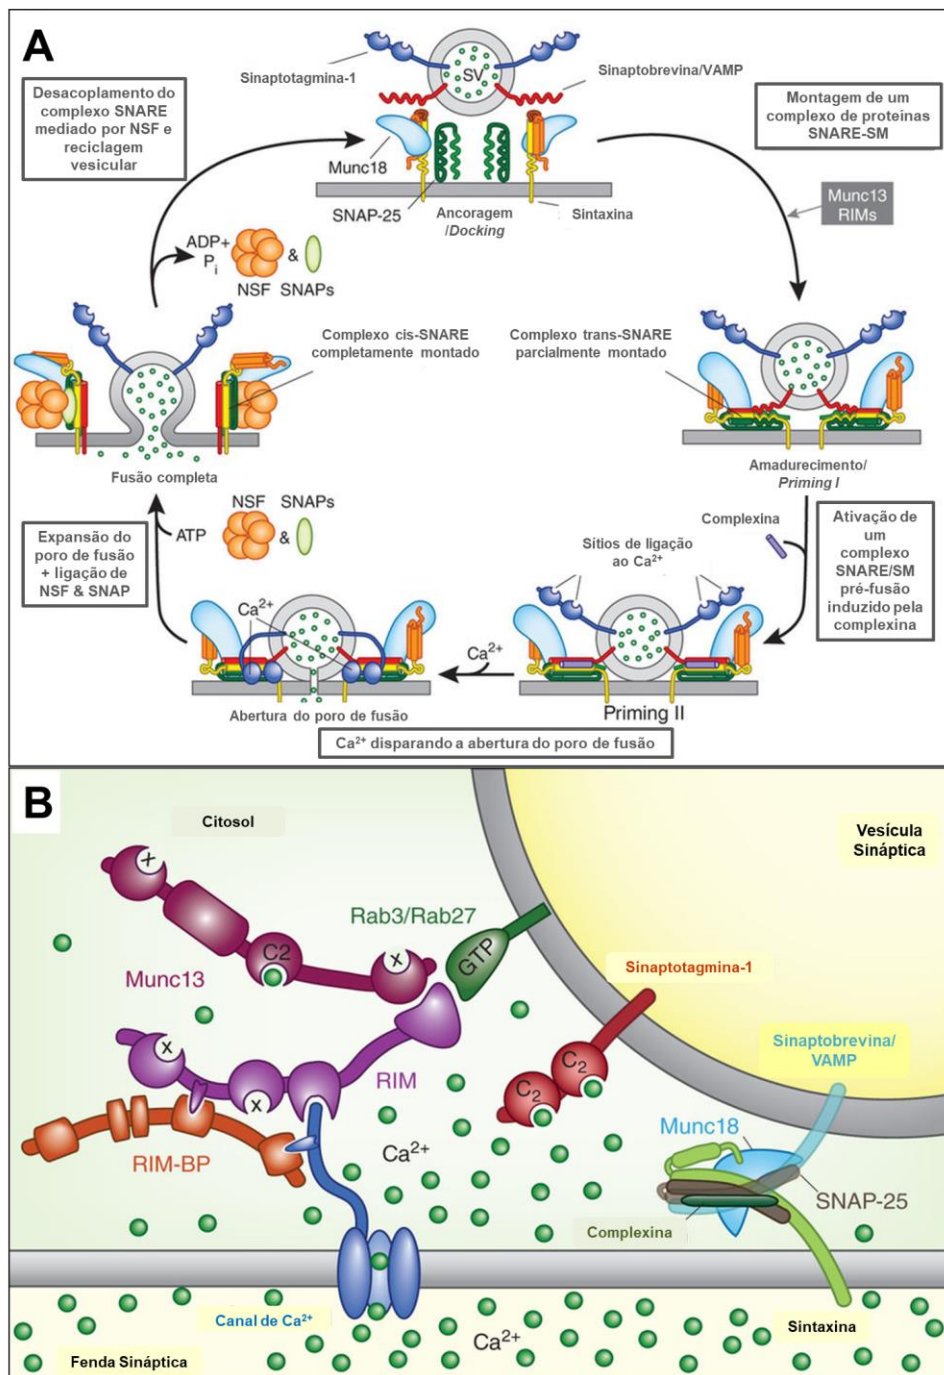 A
Sinaptotagmina-1
SV
Sinaptobrevina/VAMP
Desacoplamento do
complexo SNARE
mediado por NSF e
reciclagem
vesicular
Montagem de um
complexo de proteínas
SNARE-SM
Munc18
SNAP-25
Ancoragem
/Docking
Sintaxina
Munc13
RIMs
ADP+
Pi
&
NSF SNAPs
Complexo cis-SNARE
completamente montado
Complexo trans-SNARE
parcialmente montado
Fusão completa
Amadurecimento/
Priming I
NSF SNAPs
ATP
&
Expansão do
poro de fusão
+ ligação de
NSF & SNAP
Complexina
Sítios de ligação
ao Ca2+
Ativação de
um
complexo
SNARE/SM
pré-fusão
induzido pela
complexina
Ca2+
Ca2+
Abertura do poro de fusão
Priming II
Ca2+ disparando a abertura do poro de fusão
B
Citosol
Vesícula
Sináptica
X
Rab3/Rab27
C2
X
GTP
Munc13
Sinaptotagmina-1
X
RIM
C2
C2
Sinaptobrevina/
VAMP
X
Munc18
RIM-BP
Ca2+
SNAP-25
Complexina
Canal de Ca2+
Ca2+
Sintaxina
Fenda Sináptica